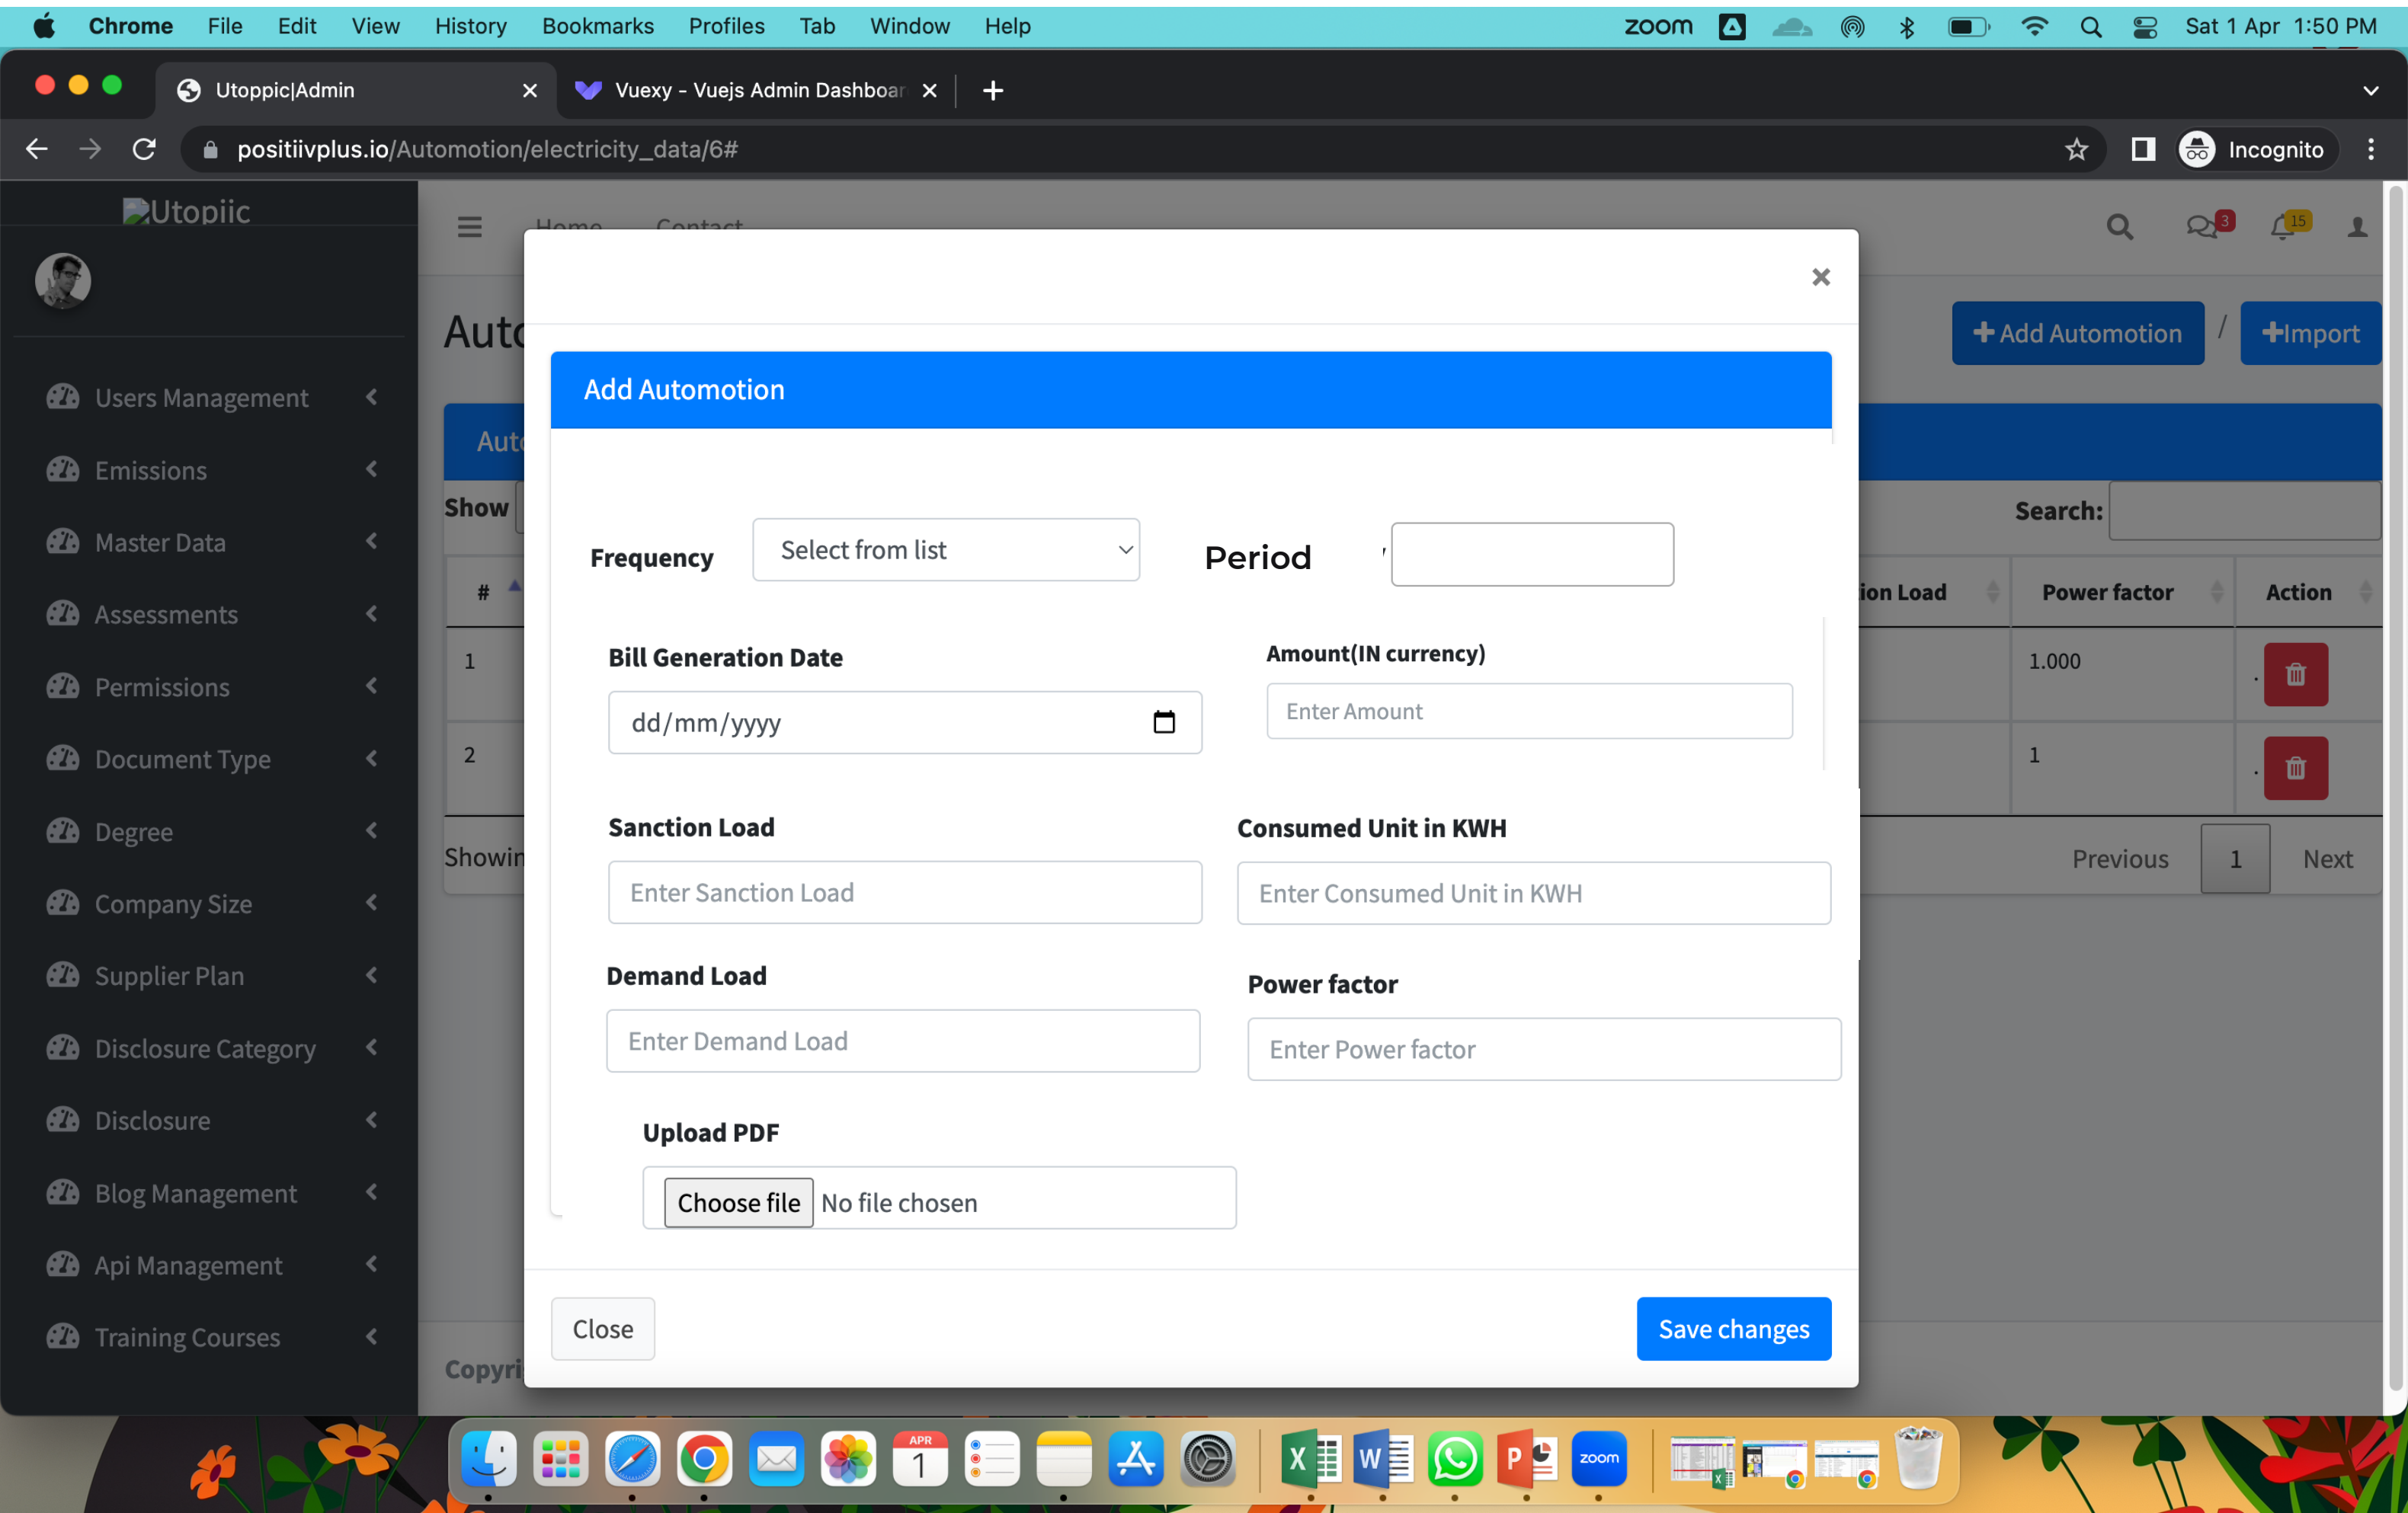 Chrome File Edit View History Bookmarks Profiles Tab Window Help zoom Sat 1 Apr 1:50 PM
Utoppic|Admin Vuexy - Vuejs Admin Dashboar
positiivplus.io/Automotion/electricity_data/6# Incognito
Utopiic
Home Contact 3 15
Users Management
Emissions
Master Data
Assessments
Permissions
Document Type
Degree
Company Size
Supplier Plan
Disclosure Category
Disclosure
Blog Management
Api Management
Training Courses
Auto
+Add Automotion / +Import
Auto
Show
Search:
# ion Load Power factor Action
1 1.000 .
2 1 .
Showin
Previous 1 Next
Copyri
×
Add Automotion
Frequency Select from list Period
Bill Generation Date Amount(IN currency)
dd/mm/yyyy Enter Amount
Sanction Load Consumed Unit in KWH
Enter Sanction Load Enter Consumed Unit in KWH
Demand Load Power factor
Enter Demand Load Enter Power factor
Upload PDF
Choose file No file chosen
Close Save changes
APR
1
X W P zoom